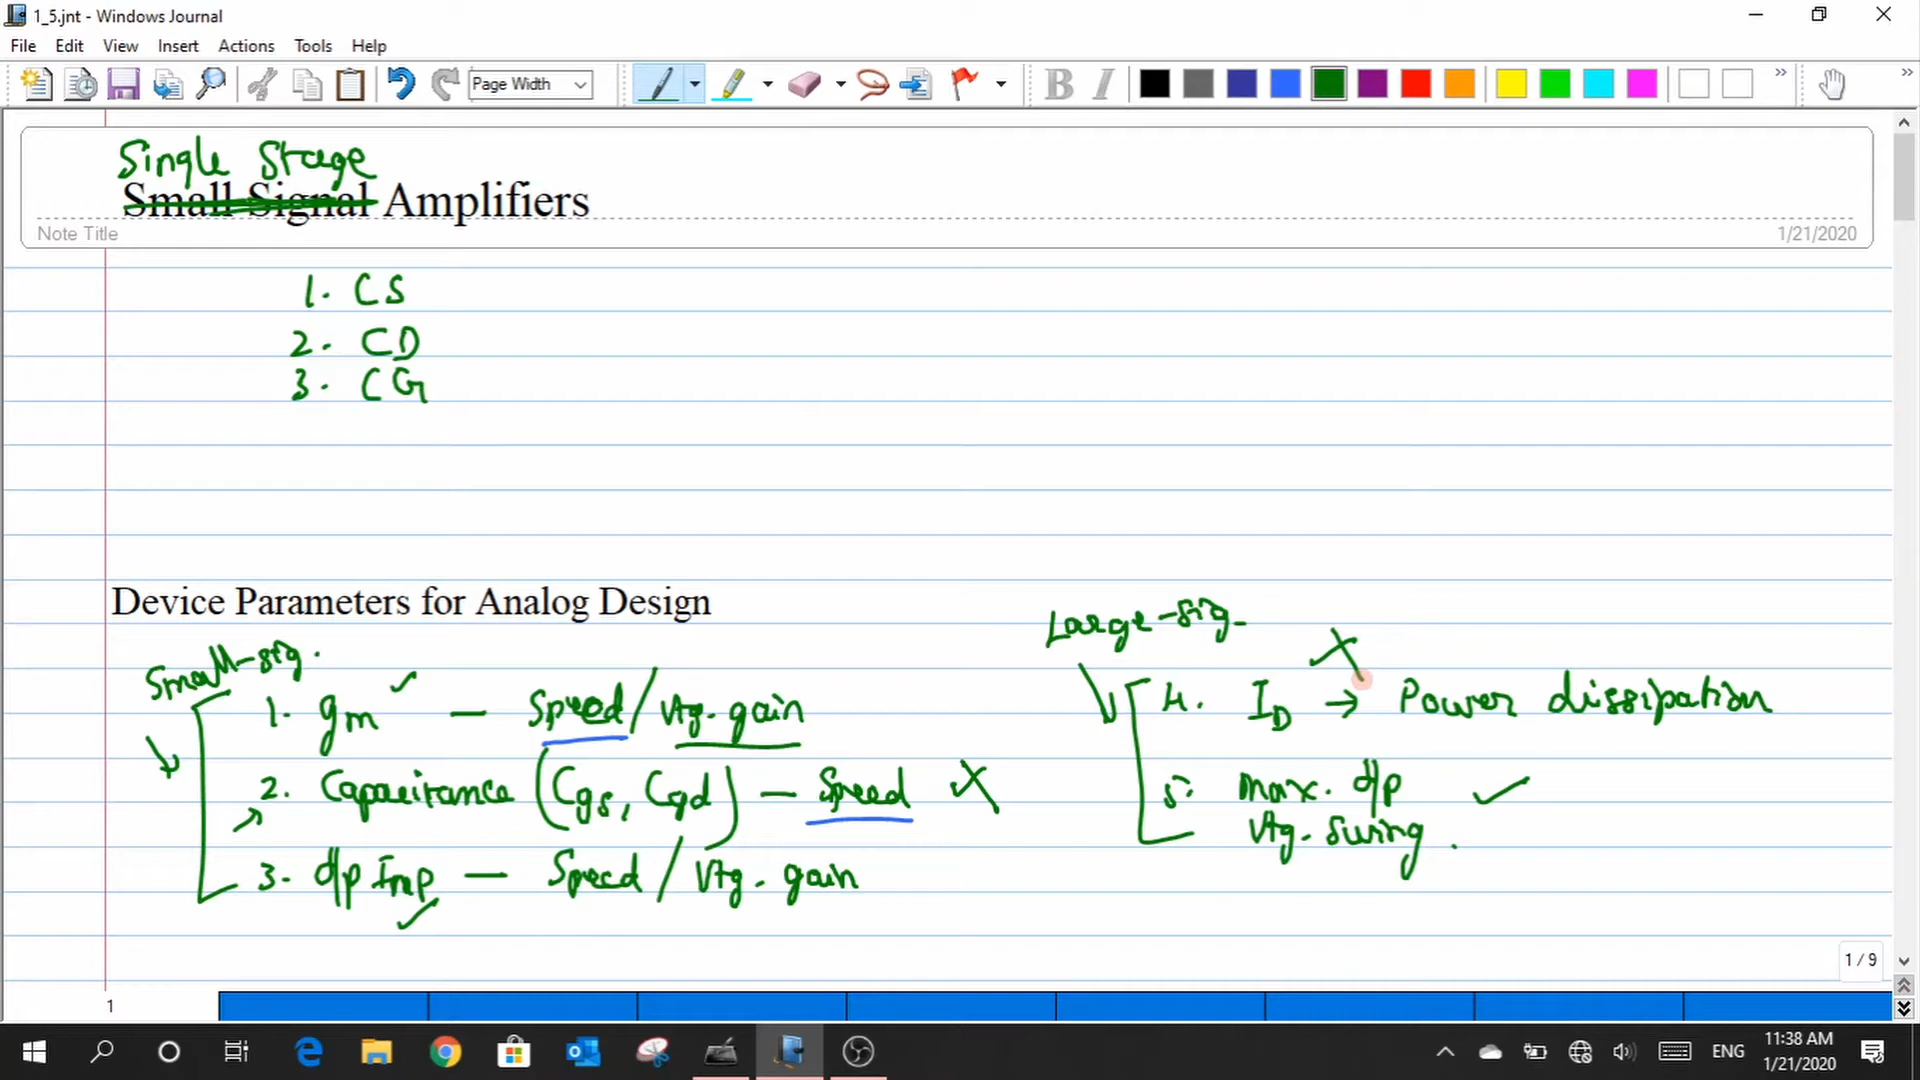 1_5.jnt - Windows Journal
File Edit View Insert Actions Tools Help
Page Width
B I
Single Stage
Small Signal Amplifiers
Note Title
1/21/2020
1. CS
2. CD
3. CG
Device Parameters for Analog Design
Small-sig.
1. gm — Speed / Vtg. gain
2. Capacitance (Cgs, Cgd) — Speed
3. o/p Imp — Speed / Vtg. gain
Large-sig.
4. ID → Power dissipation
5. max. o/p
Vtg. swing.
1 / 9
1
ENG
11:38 AM
1/21/2020